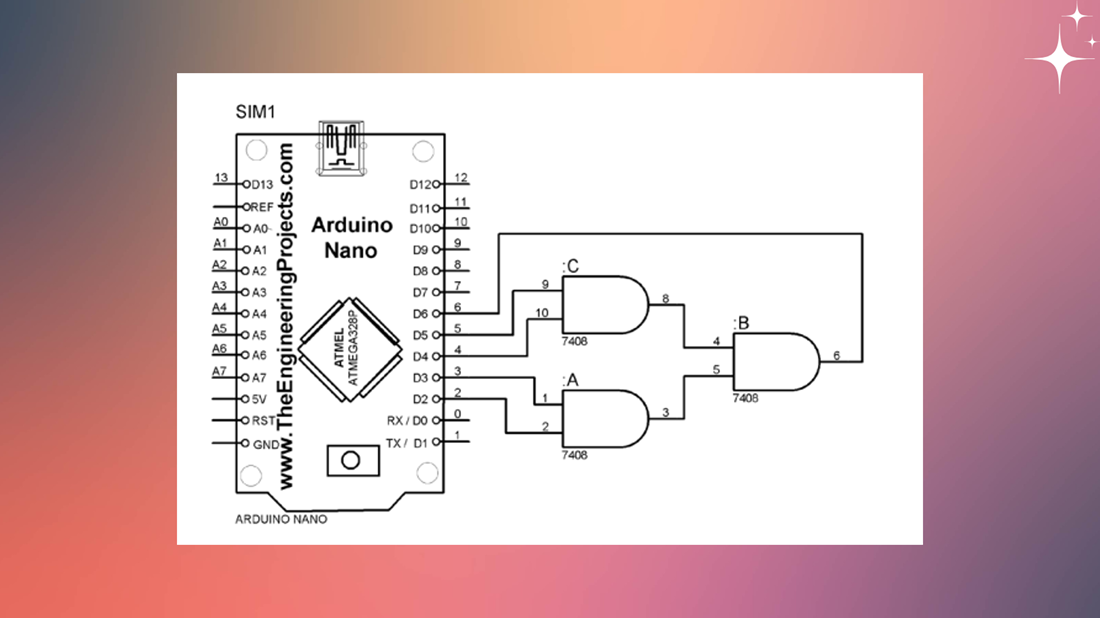 SIM1
www.TheEngineeringProjects.com
Arduino
Nano
ATMEL
ATMEGA328P
13 D13
REF
A0 A0
A1 A1
A2 A2
A3 A3
A4 A4
A5 A5
A6 A6
A7 A7
5V
RST
GND
D12 12
D11 11
D10 10
D9 9
D8 8
D7 7
D6 6
D5 5
D4 4
D3 3
D2 2
RX / D0 0
TX / D1 1
ARDUINO NANO
:C
9
10
8
7408
:A
1
2
3
7408
:B
4
5
6
7408